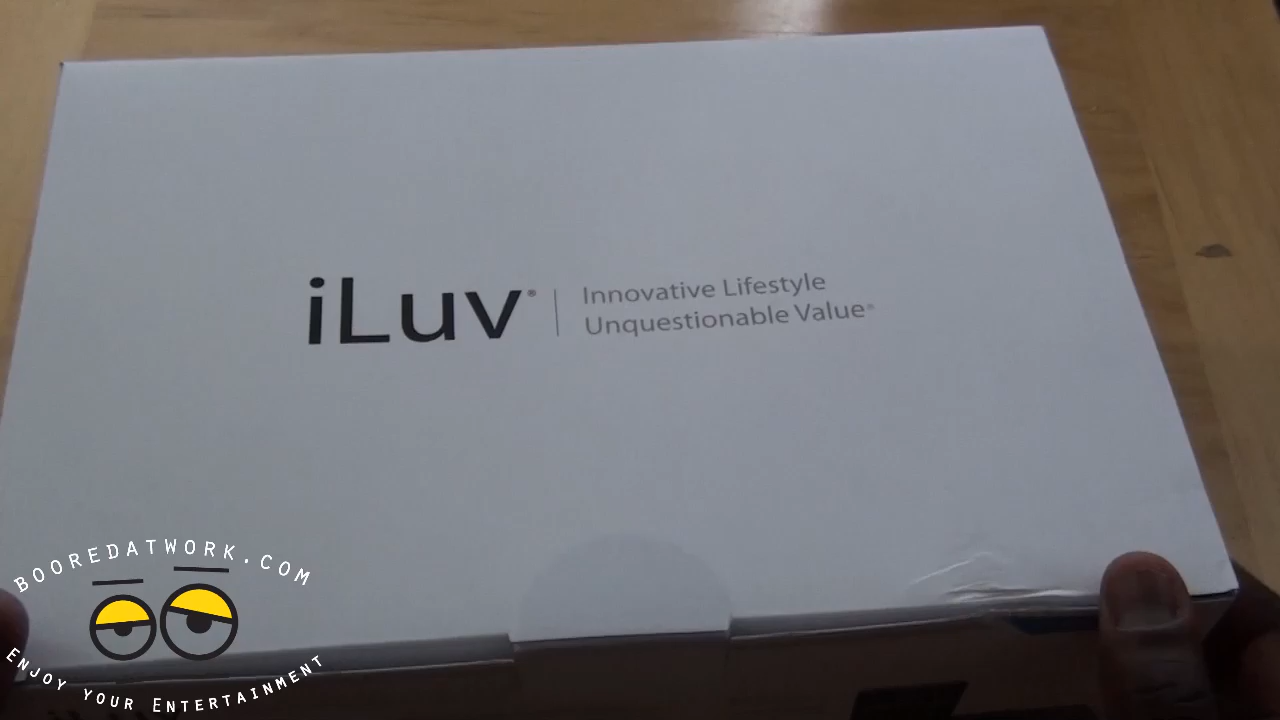 iLuv®
Innovative Lifestyle
Unquestionable Value®
BOOREDATWORK.COM
ENJOY YOUR ENTERTAINMENT